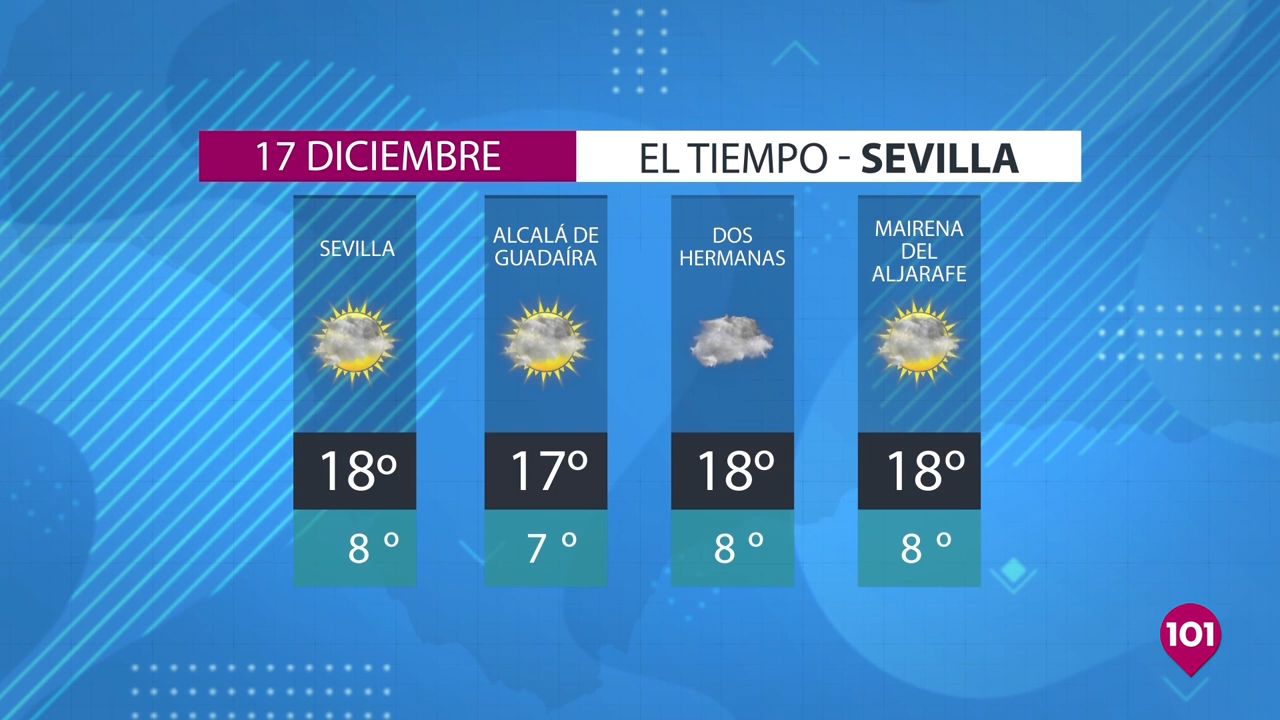 17 DICIEMBRE
EL TIEMPO - SEVILLA
SEVILLA
18º
8 º
ALCALÁ DE
GUADAÍRA
17º
7 º
DOS
HERMANAS
18º
8 º
MAIRENA
DEL
ALJARAFE
18º
8 º
101